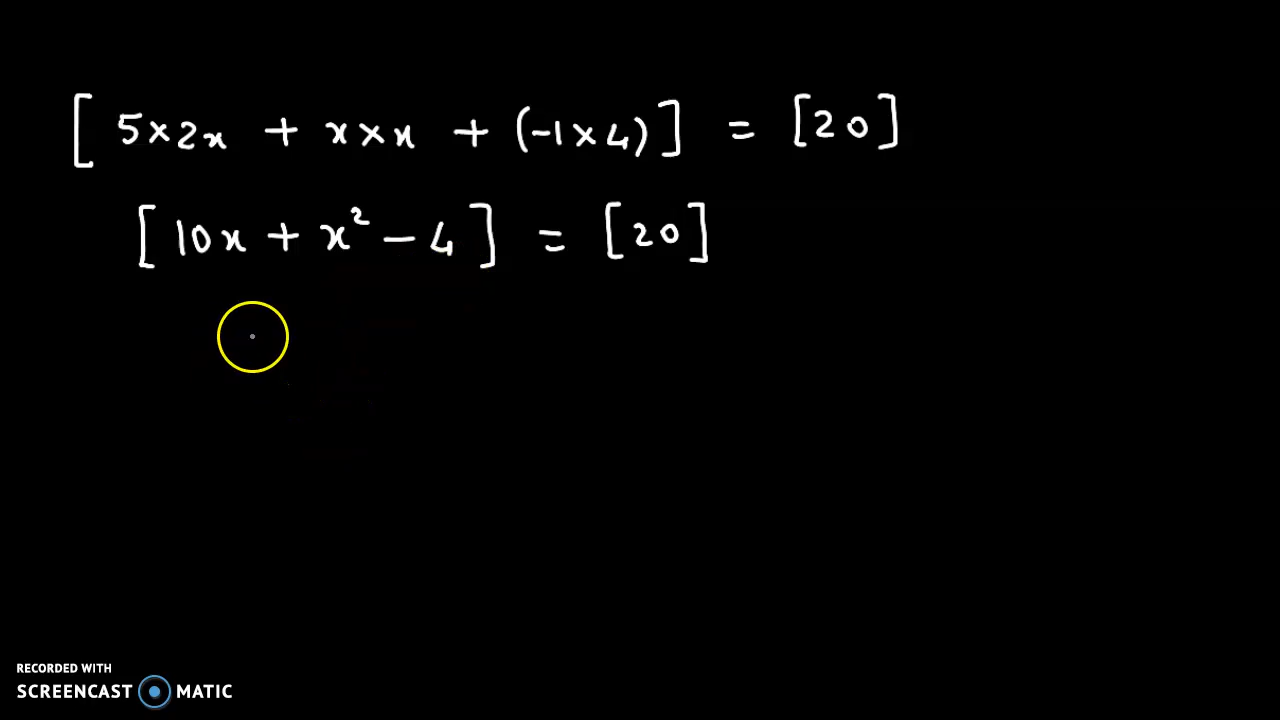 [ 5×2x + x×x + (-1×4) ] = [20]
[ 10x + x² - 4 ] = [20]
RECORDED WITH
SCREENCAST MATIC